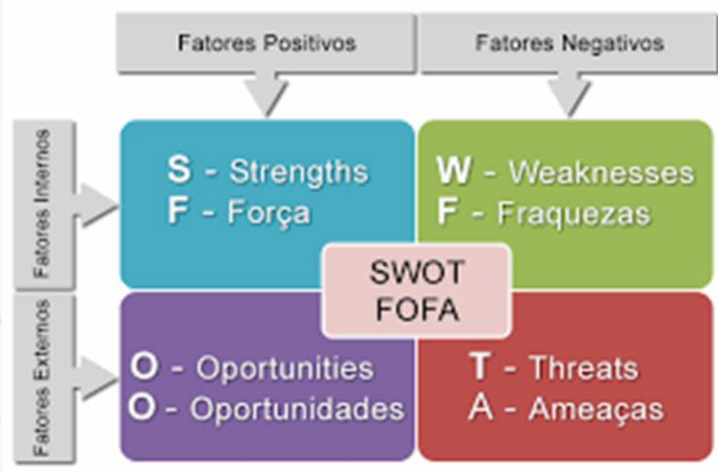 Fatores Positivos
Fatores Negativos
Fatores Internos
S - Strengths
F - Força
W - Weaknesses
F - Fraquezas
SWOT
FOFA
Fatores Externos
O - Oportunities
O - Oportunidades
T - Threats
A - Ameaças